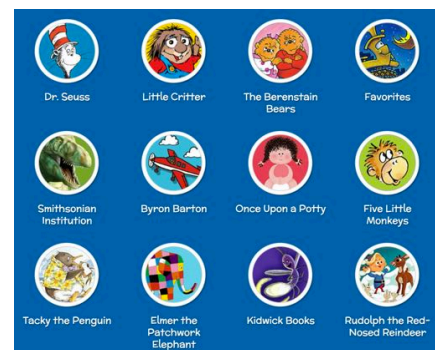 Dr. Seuss
Little Critter
The Berenstain
Bears
Favorites
Smithsonian
Institution
Byron Barton
Once Upon a Potty
Five Little
Monkeys
Tacky the Penguin
Elmer the
Patchwork
Elephant
Kidwick Books
Rudolph the Red-
Nosed Reindeer